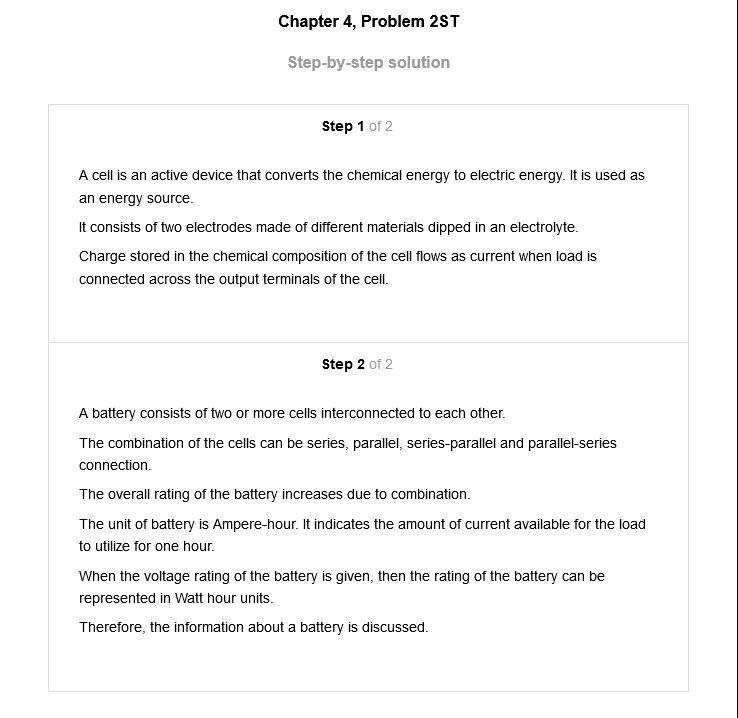 Chapter 4, Problem 2ST
Step-by-step solution
Step 1 of 2
A cell is an active device that converts the chemical energy to electric energy. It is used as
an energy source.
It consists of two electrodes made of different materials dipped in an electrolyte.
Charge stored in the chemical composition of the cell flows as current when load is
connected across the output terminals of the cell.
Step 2 of 2
A battery consists of two or more cells interconnected to each other.
The combination of the cells can be series, parallel, series-parallel and parallel-series
connection.
The overall rating of the battery increases due to combination.
The unit of battery is Ampere-hour. It indicates the amount of current available for the load
to utilize for one hour.
When the voltage rating of the battery is given, then the rating of the battery can be
represented in Watt hour units.
Therefore, the information about a battery is discussed.